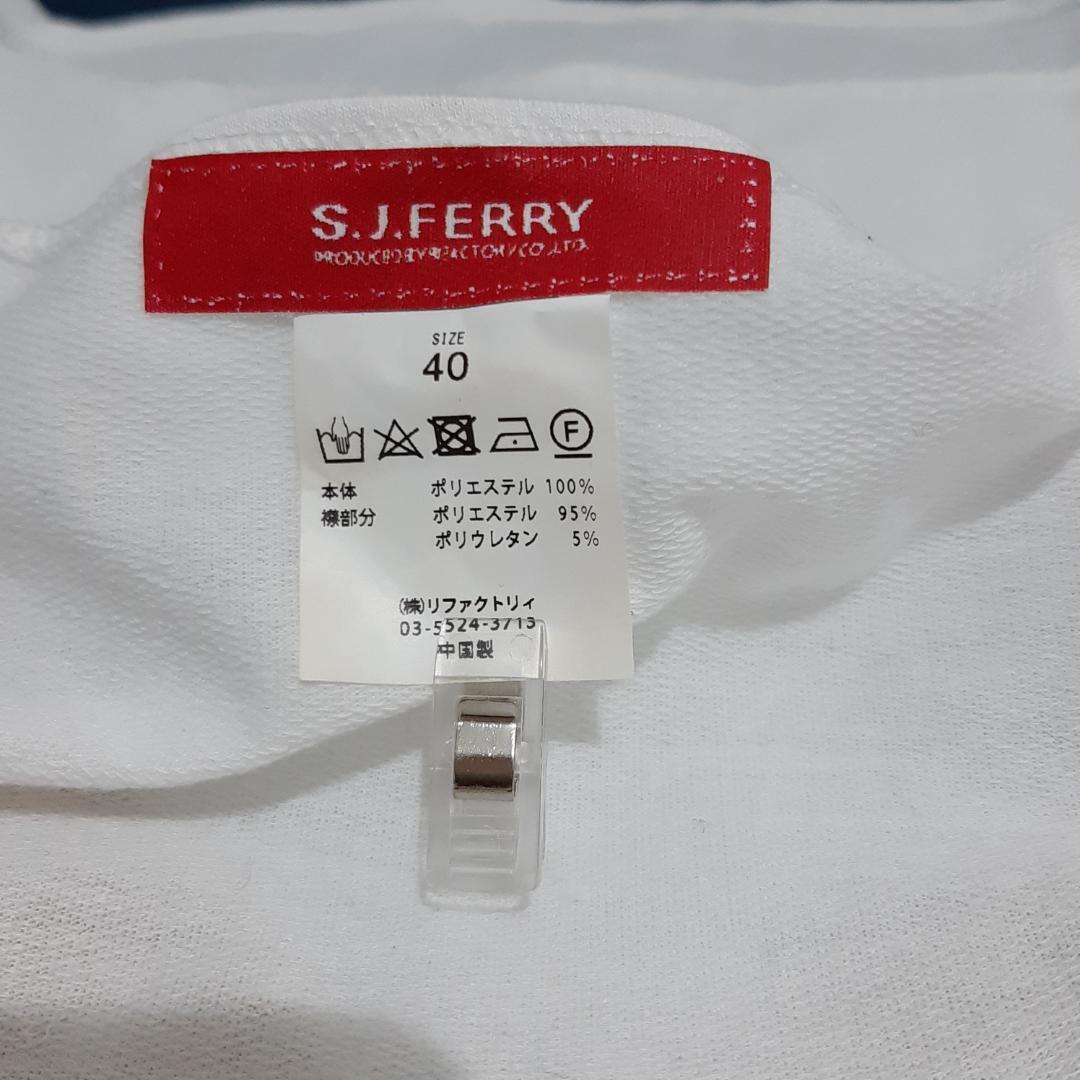 S.J.FERRY
PRODUCED BY REFACTORY CO.,LTD.
SIZE
40
F
本体 ポリエステル 100%
襟部分 ポリエステル 95%
ポリウレタン 5%
(株)リファクトリィ
03-5524-3713
中国製